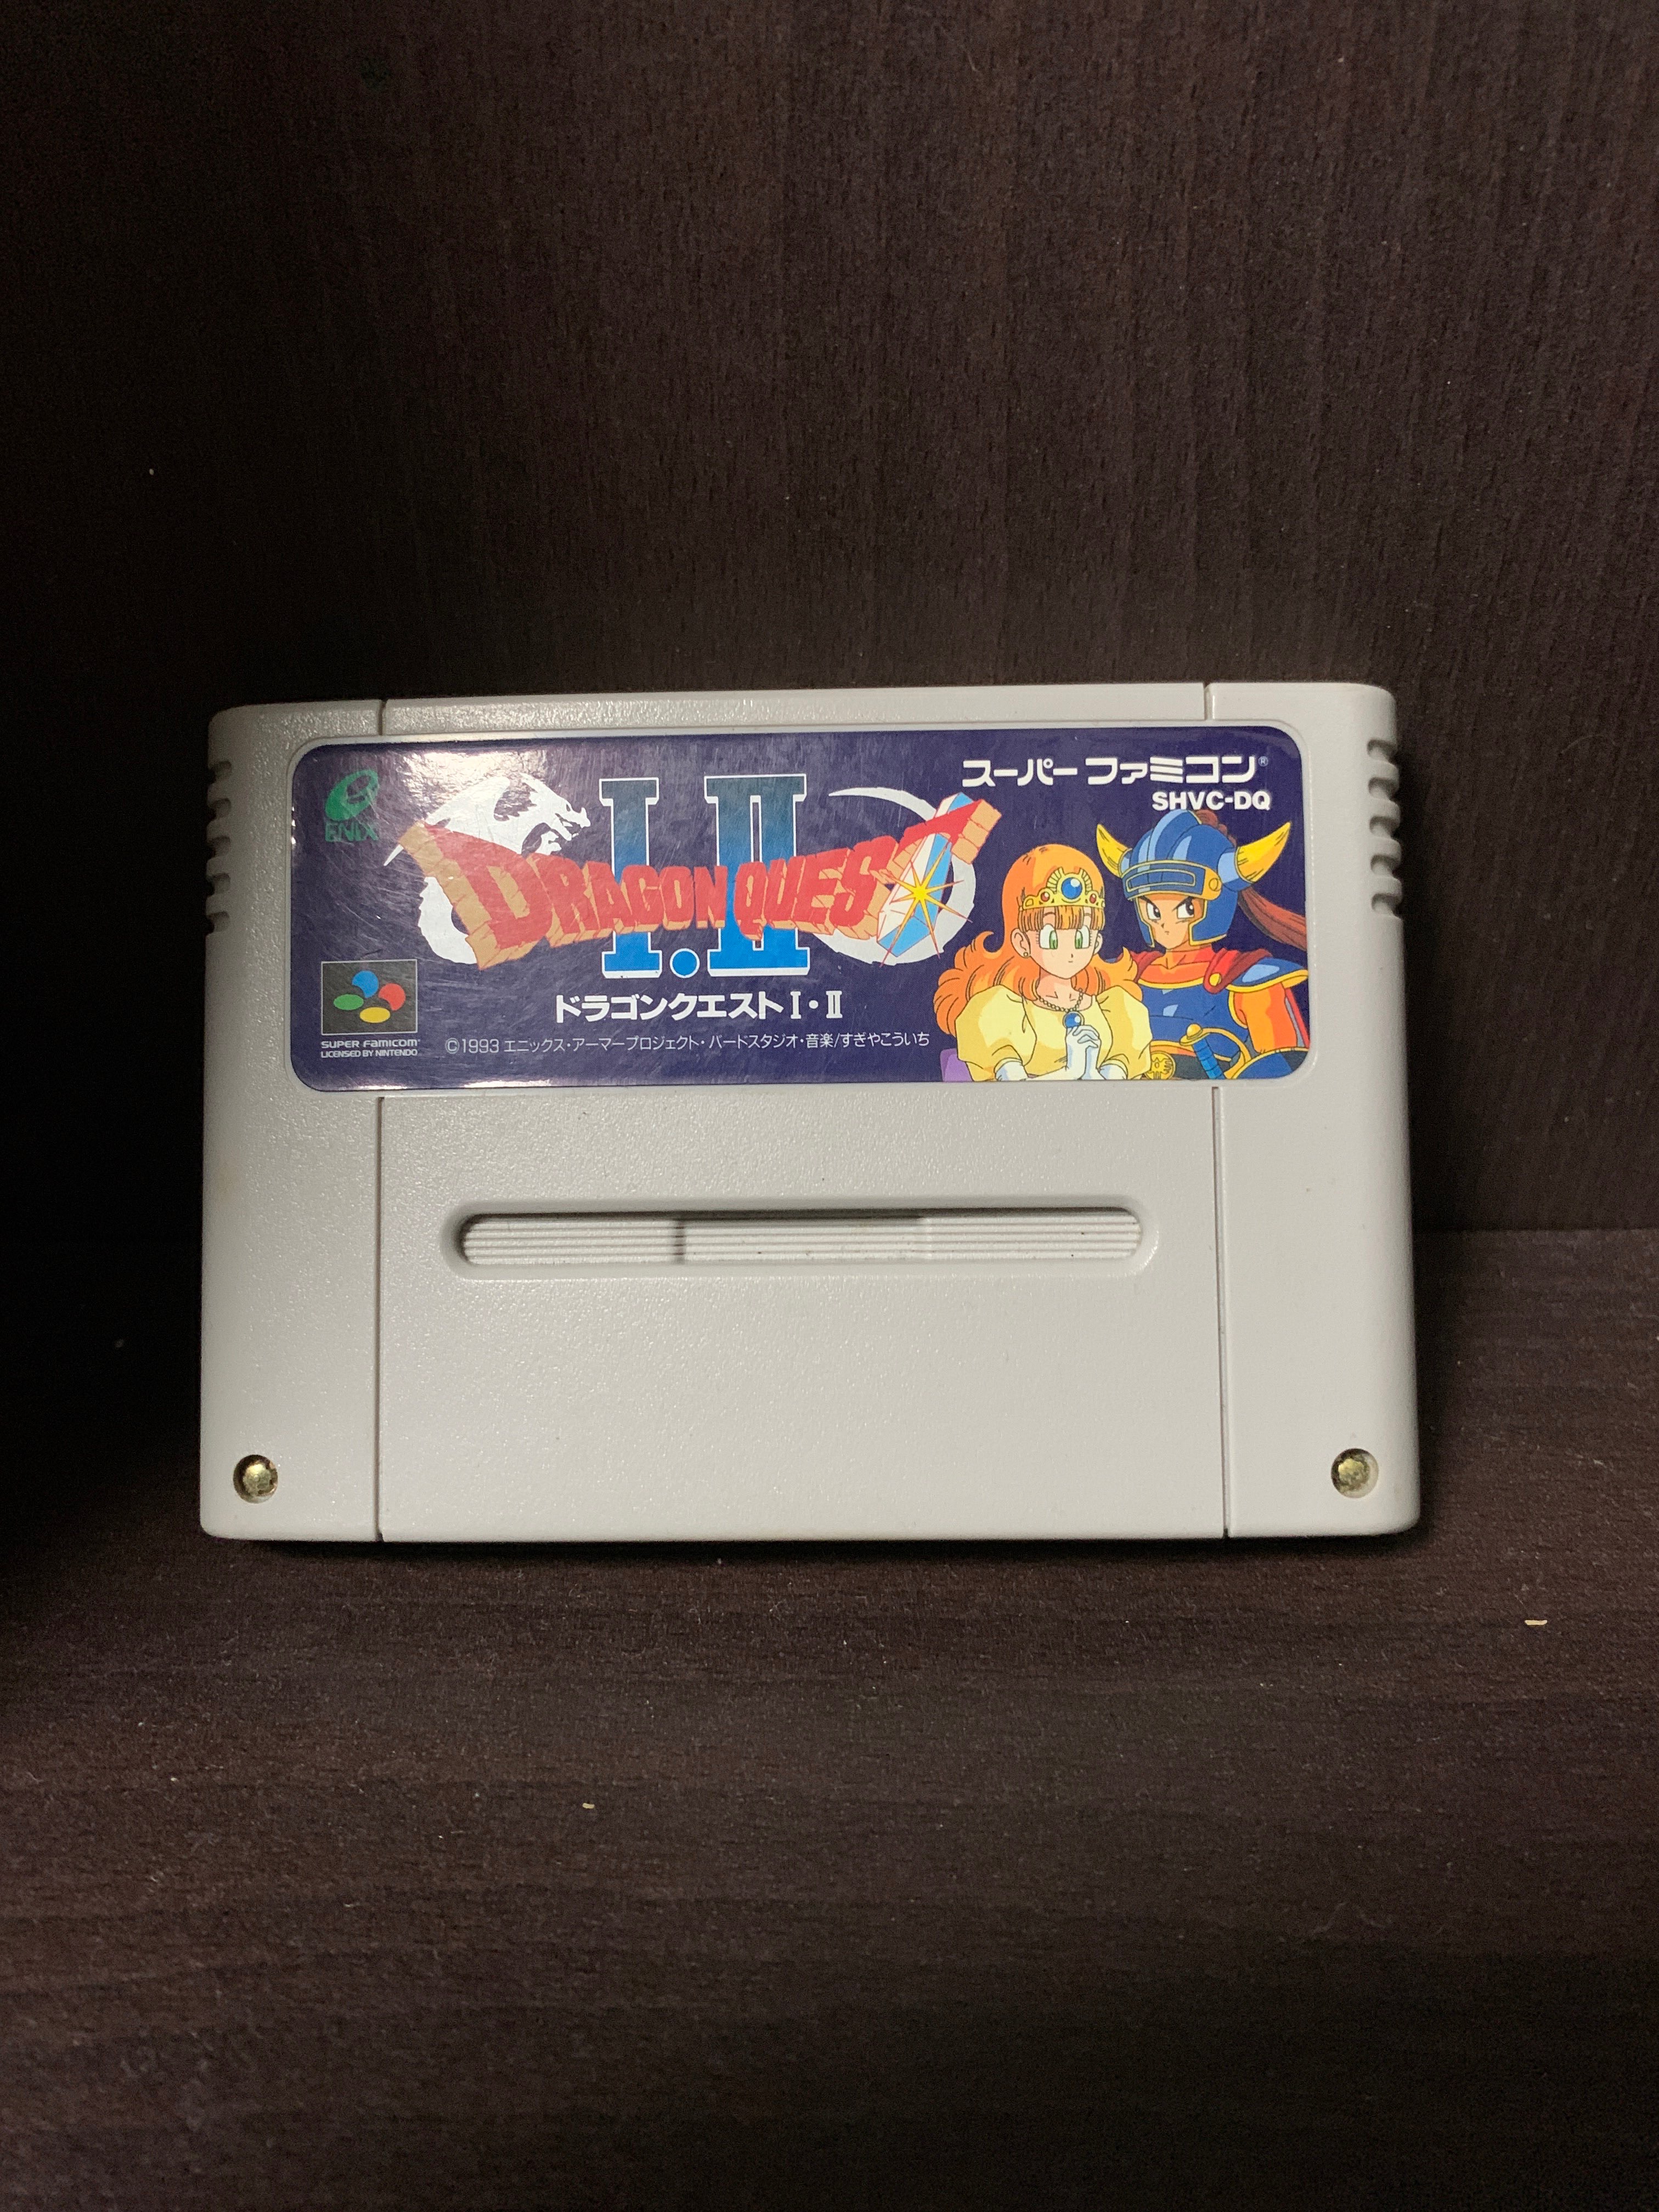 スーパーファミコン®
SHVC-DQ
ENIX
I・II
DRAGON QUEST
ドラゴンクエストI・II
SUPER FAMICOM™
LICENSED BY NINTENDO
©1993 エニックス・アーマープロジェクト・バードスタジオ・音楽/すぎやこういち